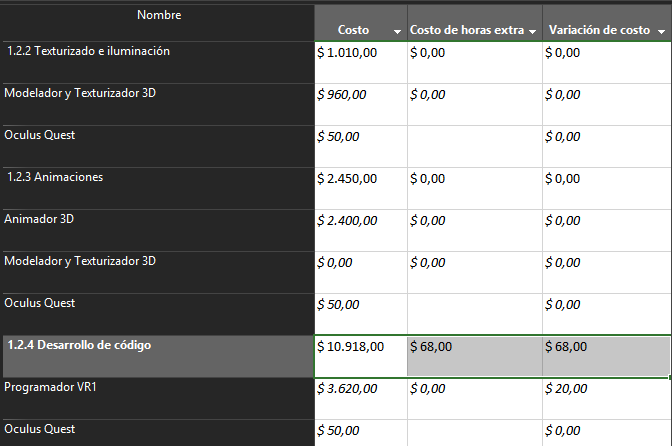 Nombre Costo Costo de horas extra Variación de costo
1.2.2 Texturizado e iluminación $ 1.010,00 $ 0,00 $ 0,00
Modelador y Texturizador 3D $ 960,00 $ 0,00 $ 0,00
Oculus Quest $ 50,00 $ 0,00
1.2.3 Animaciones $ 2.450,00 $ 0,00 $ 0,00
Animador 3D $ 2.400,00 $ 0,00 $ 0,00
Modelador y Texturizador 3D $ 0,00 $ 0,00 $ 0,00
Oculus Quest $ 50,00 $ 0,00
1.2.4 Desarrollo de código $ 10.918,00 $ 68,00 $ 68,00
Programador VR1 $ 3.620,00 $ 0,00 $ 20,00
Oculus Quest $ 50,00 $ 0,00